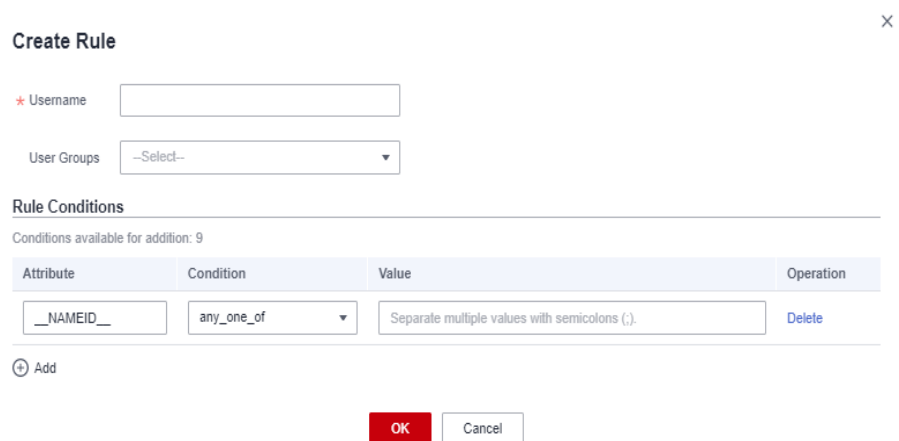 Create Rule
* Username
User Groups --Select--
Rule Conditions
Conditions available for addition: 9
Attribute Condition Value Operation
__NAMEID__ any_one_of Separate multiple values with semicolons (;). Delete
Add
OK Cancel